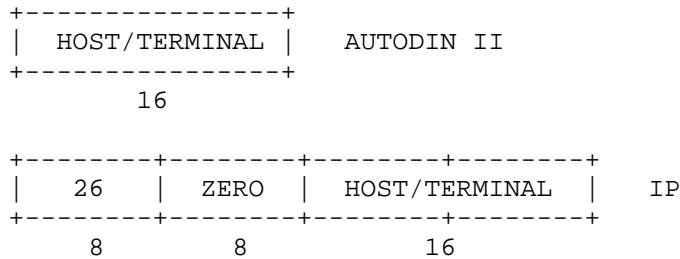 +----------------+
|  HOST/TERMINAL |   AUTODIN II
+----------------+
        16
+--------+--------+--------+--------+
|   26   |  ZERO  |  HOST/TERMINAL  |   IP
+--------+--------+--------+--------+
    8        8            16